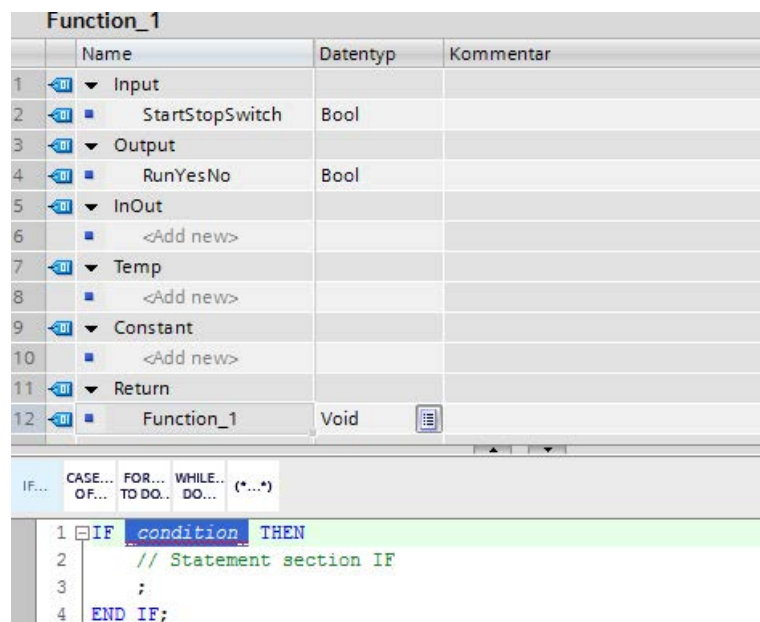 Function_1
Name Datentyp Kommentar
1 Input
2 StartStopSwitch Bool
3 Output
4 RunYesNo Bool
5 InOut
6 <Add new>
7 Temp
8 <Add new>
9 Constant
10 <Add new>
11 Return
12 Function_1 Void
IF... CASE... OF... FOR... TO DO.. WHILE.. DO... (*...*)
1 IF condition THEN
2 // Statement section IF
3 ;
4 END IF;